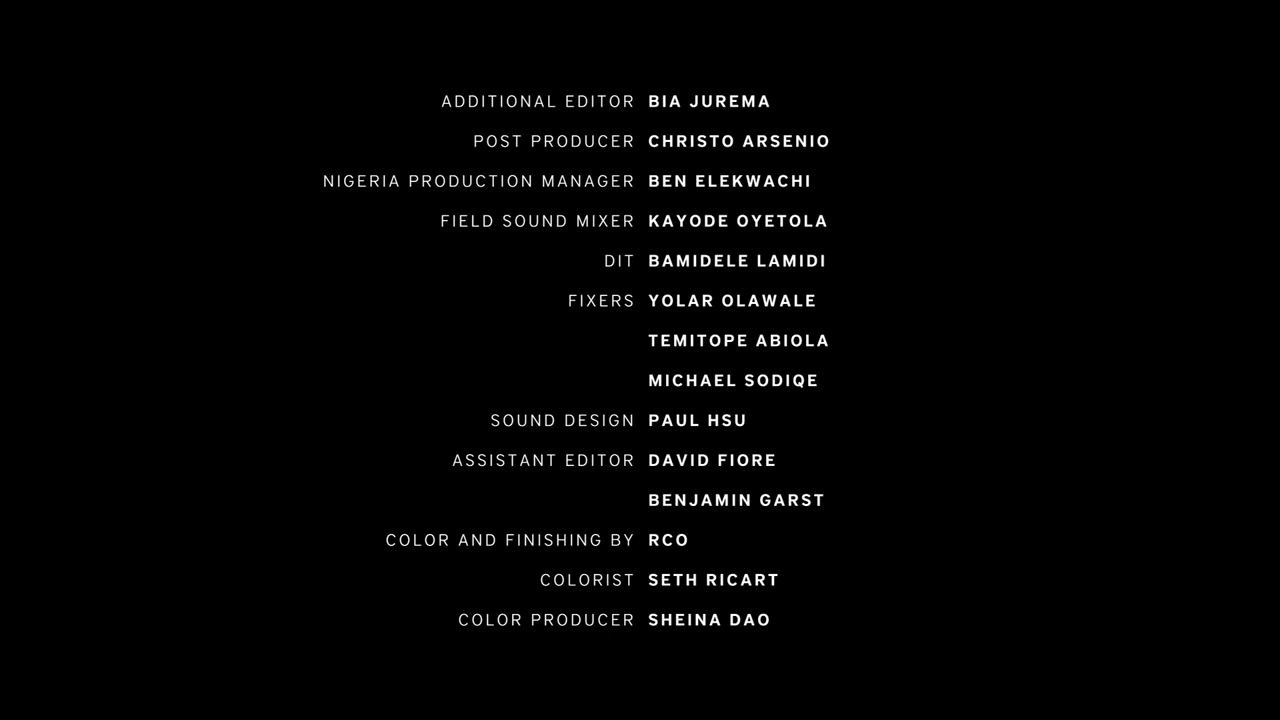 ADDITIONAL EDITOR BIA JUREMA
POST PRODUCER CHRISTO ARSENIO
NIGERIA PRODUCTION MANAGER BEN ELEKWACHI
FIELD SOUND MIXER KAYODE OYETOLA
DIT BAMIDELE LAMIDI
FIXERS YOLAR OLAWALE
TEMITOPE ABIOLA
MICHAEL SODIQE
SOUND DESIGN PAUL HSU
ASSISTANT EDITOR DAVID FIORE
BENJAMIN GARST
COLOR AND FINISHING BY RCO
COLORIST SETH RICART
COLOR PRODUCER SHEINA DAO